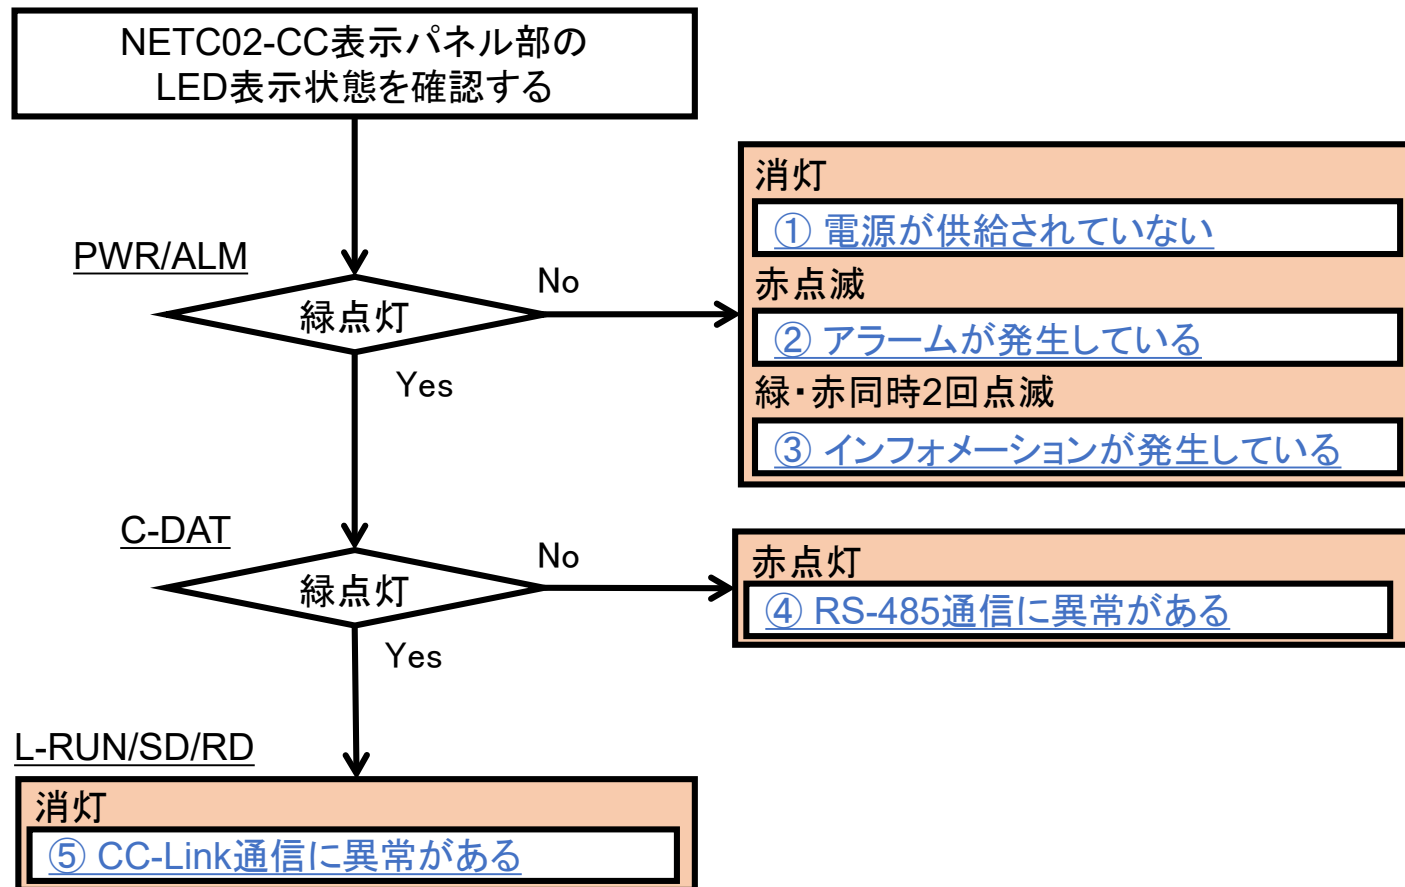 NETC02-CC表示パネル部の
LED表示状態を確認する
PWR/ALM
緑点灯
No
Yes
消灯
① 電源が供給されていない
赤点滅
② アラームが発生している
緑・赤同時2回点滅
③ インフォメーションが発生している
C-DAT
緑点灯
No
Yes
赤点灯
④ RS-485通信に異常がある
L-RUN/SD/RD
消灯
⑤ CC-Link通信に異常がある